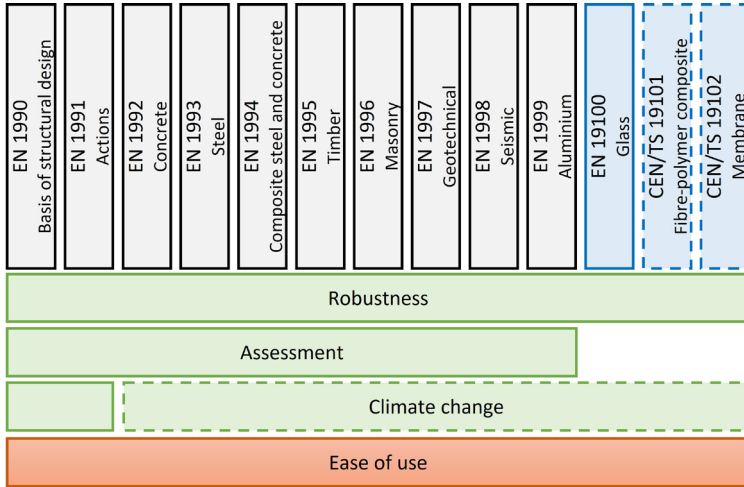 EN 1990
Basis of structural design
EN 1991
Actions
EN 1992
Concrete
EN 1993
Steel
EN 1994
Composite steel and concrete
EN 1995
Timber
EN 1996
Masonry
EN 1997
Geotechnical
EN 1998
Seismic
EN 1999
Aluminium
EN 19100
Glass
CEN/TS 19101
Fibre-polymer composite
CEN/TS 19102
Membrane
Robustness
Assessment
Climate change
Ease of use